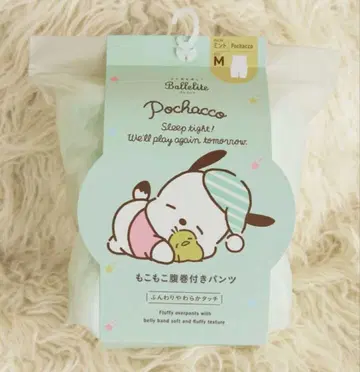 Balletite
Pochacco
M
Pochacco
Sleep tight!
We'll play again tomorrow.
もこもこ腹巻付きパンツ
ふんわりやわらかタッチ
Fluffy overpants with
belly band soft and fluffy texture